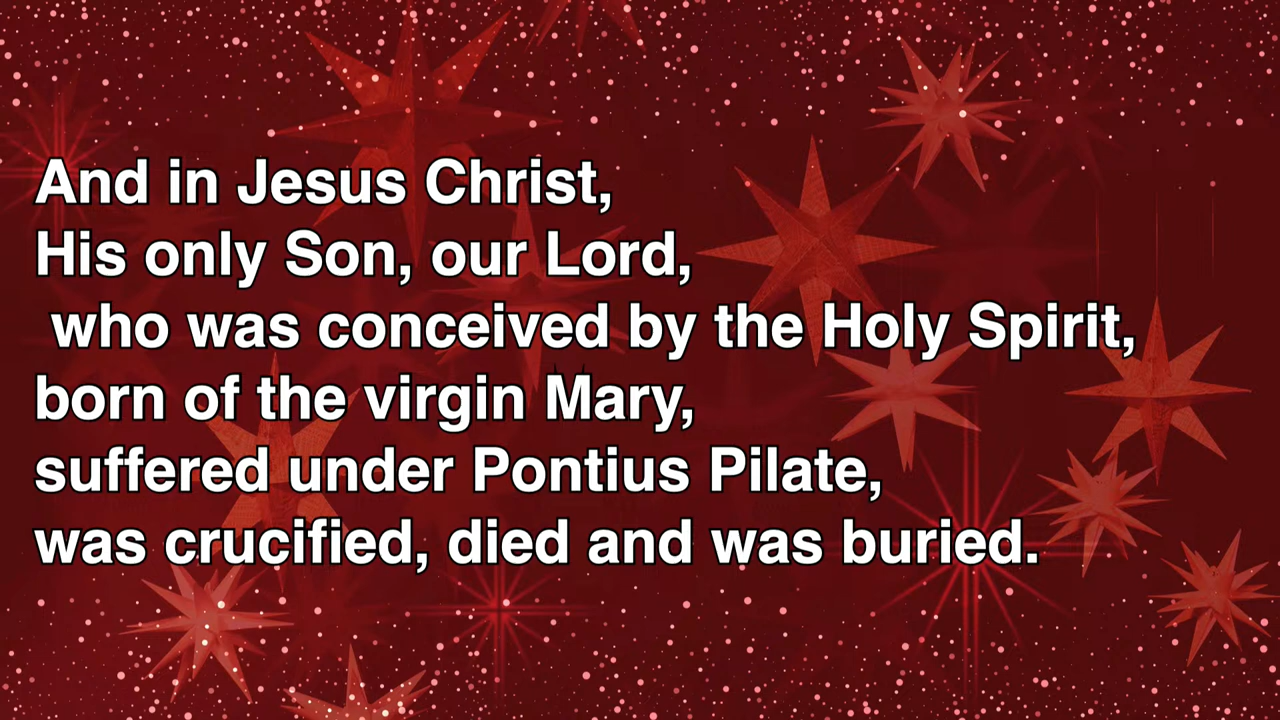 And in Jesus Christ,
His only Son, our Lord,
who was conceived by the Holy Spirit,
born of the virgin Mary,
suffered under Pontius Pilate,
was crucified, died and was buried.